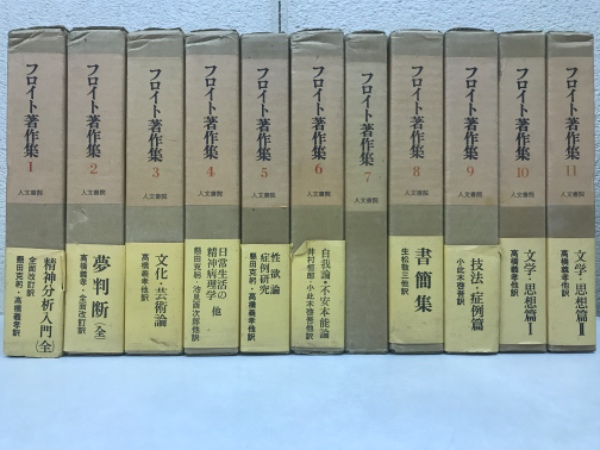 フロイト著作集
1
人文書院
精神分析入門(全)
全面改訂訳
懸田克躬・高橋義孝訳
フロイト著作集
2
人文書院
夢判断(全)
高橋義孝・全面改訂訳
フロイト著作集
3
人文書院
文化・芸術論
高橋義孝他訳
フロイト著作集
4
人文書院
日常生活の
精神病理学 他
懸田克躬・池見酉次郎他訳
フロイト著作集
5
人文書院
性欲論
症例研究
懸田克躬・高橋義孝他訳
フロイト著作集
6
人文書院
自我論・不安本能論
井村恒郎・小此木啓吾他訳
フロイト著作集
7
人文書院
フロイト著作集
8
人文書院
書簡集
生松敬三他訳
フロイト著作集
9
人文書院
技法・症例篇
小此木啓吾訳
フロイト著作集
10
人文書院
文学・思想篇Ⅰ
高橋義孝他訳
フロイト著作集
11
人文書院
文学・思想篇Ⅱ
高橋義孝他訳